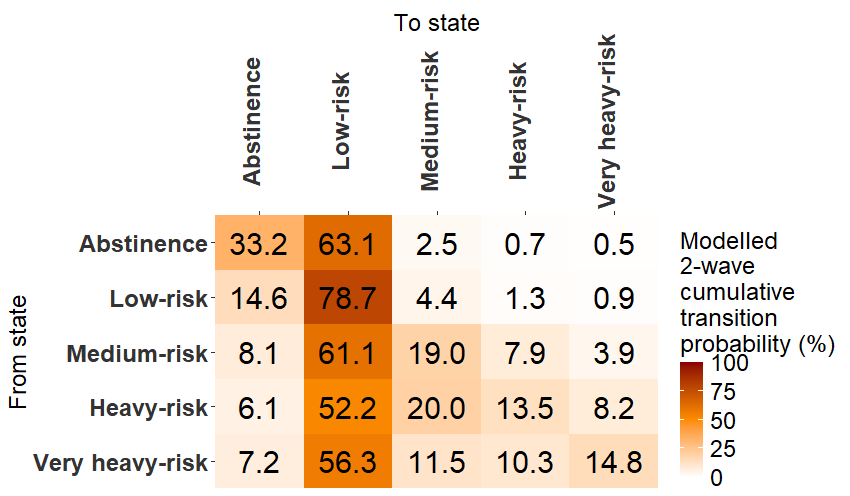 To state
Abstinence
Low-risk
Medium-risk
Heavy-risk
Very heavy-risk
From state
Abstinence 33.2 63.1 2.5 0.7 0.5
Low-risk 14.6 78.7 4.4 1.3 0.9
Medium-risk 8.1 61.1 19.0 7.9 3.9
Heavy-risk 6.1 52.2 20.0 13.5 8.2
Very heavy-risk 7.2 56.3 11.5 10.3 14.8
Modelled
2-wave
cumulative
transition
probability (%)
100
75
50
25
0